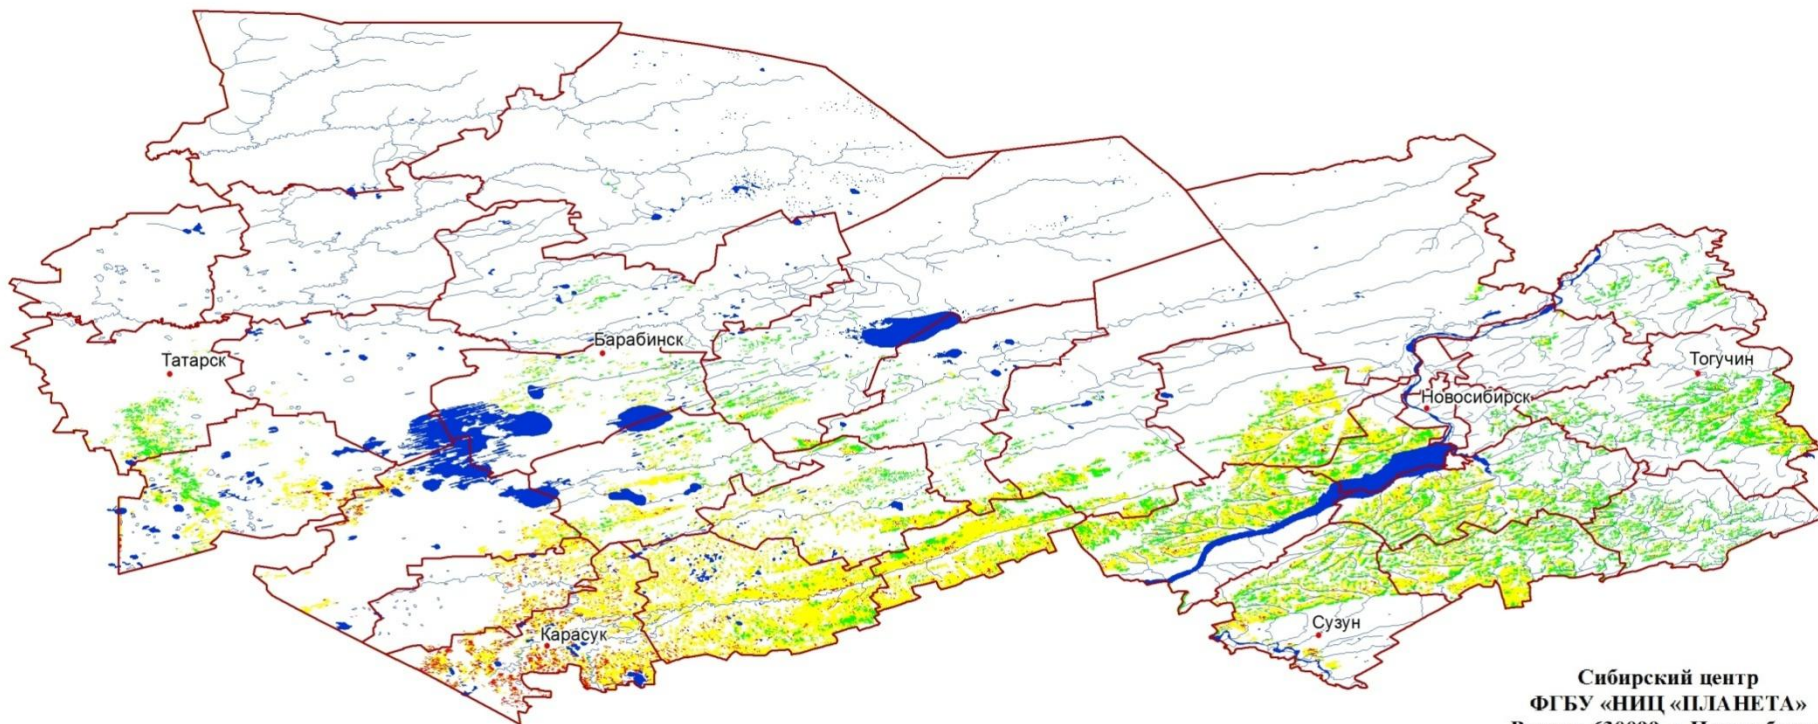 Барабинск
Татарск
Тогучин
Новосибирск
Карасук
Сузун
Сибирский центр
ФГБУ «НИЦ «ПЛАНЕТА»